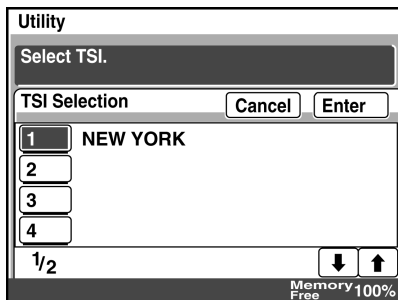 Utility
Select TSI.
TSI Selection Cancel Enter
1 NEW YORK
2
3
4
1/2
Memory Free 100%